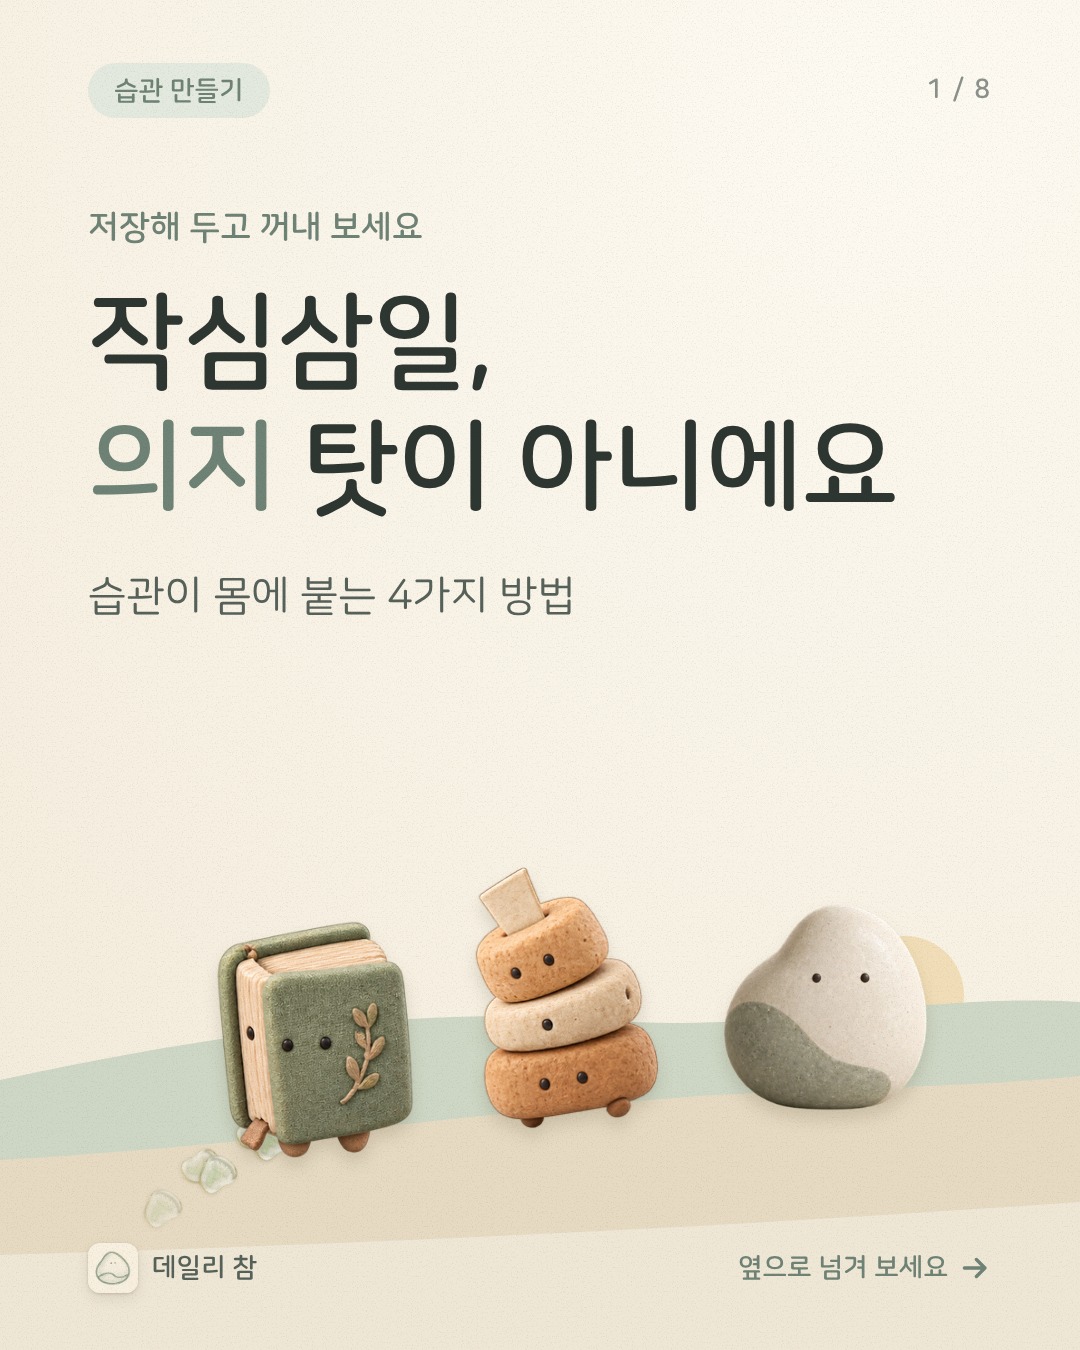 습관 만들기
1 / 8
저장해 두고 꺼내 보세요
작심삼일,
의지 탓이 아니에요
습관이 몸에 붙는 4가지 방법
데일리 참
옆으로 넘겨 보세요 →